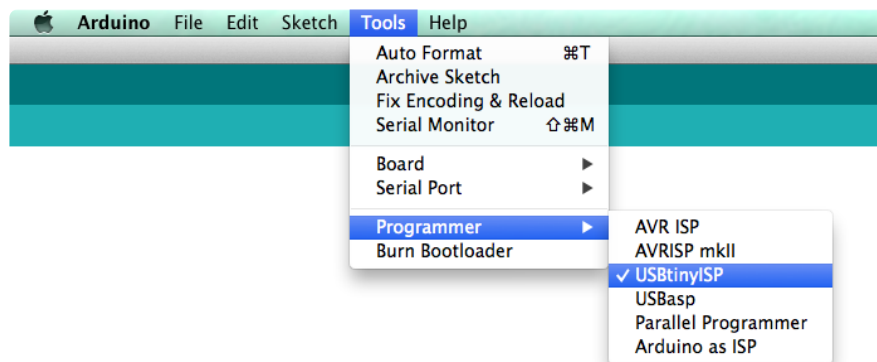 Arduino File Edit Sketch Tools Help
Auto Format ⌘T
Archive Sketch
Fix Encoding & Reload
Serial Monitor ⇧⌘M
Board ▶
Serial Port ▶
Programmer ▶
Burn Bootloader
AVR ISP
AVRISP mkII
✓ USBtinyISP
USBasp
Parallel Programmer
Arduino as ISP